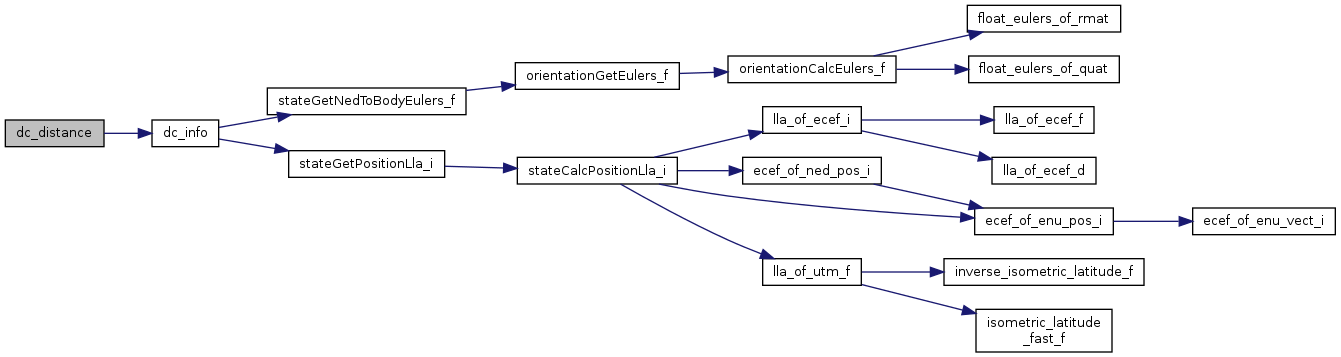 dc_distance
dc_info
stateGetNedToBodyEulers_f
orientationGetEulers_f
orientationCalcEulers_f
float_eulers_of_rmat
float_eulers_of_quat
stateGetPositionLla_i
stateCalcPositionLla_i
lla_of_ecef_i
lla_of_ecef_f
lla_of_ecef_d
ecef_of_ned_pos_i
ecef_of_enu_pos_i
ecef_of_enu_vect_i
lla_of_utm_f
inverse_isometric_latitude_f
isometric_latitude
_fast_f